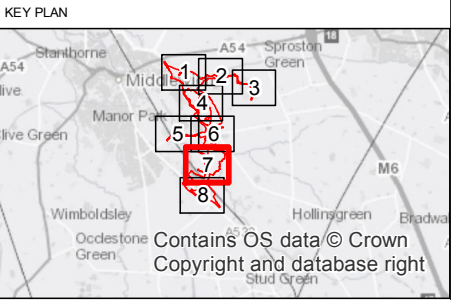 KEY PLAN
Stanthorne
A54
Sproston
Green
18
A54
1
2
3
live
Middle
4
Manor Park
live Green
5
6
7
M6
8
Wimboldsley
Hollinsgreen
Bradwa
Occlestone
Green
Contains OS data © Crown
Copyright and database right
Stud Green